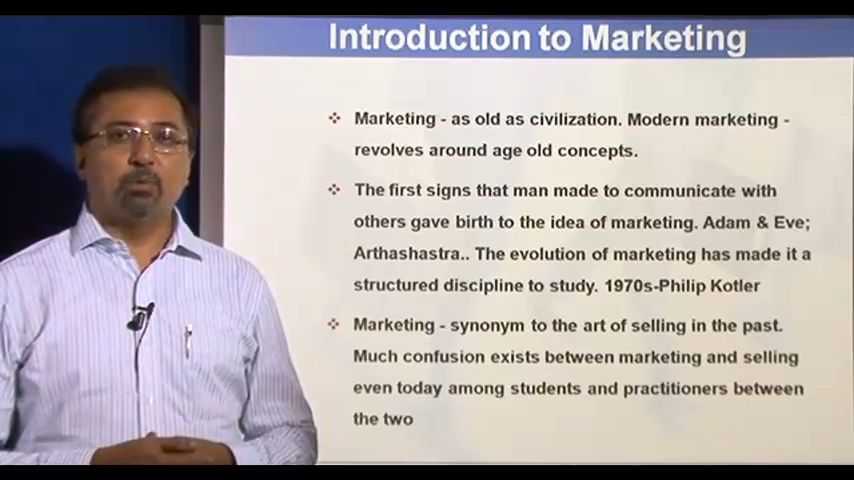 Introduction to Marketing
Marketing - as old as civilization. Modern marketing -
revolves around age old concepts.
The first signs that man made to communicate with
others gave birth to the idea of marketing. Adam & Eve;
Arthashastra.. The evolution of marketing has made it a
structured discipline to study. 1970s-Philip Kotler
Marketing - synonym to the art of selling in the past.
Much confusion exists between marketing and selling
even today among students and practitioners between
the two